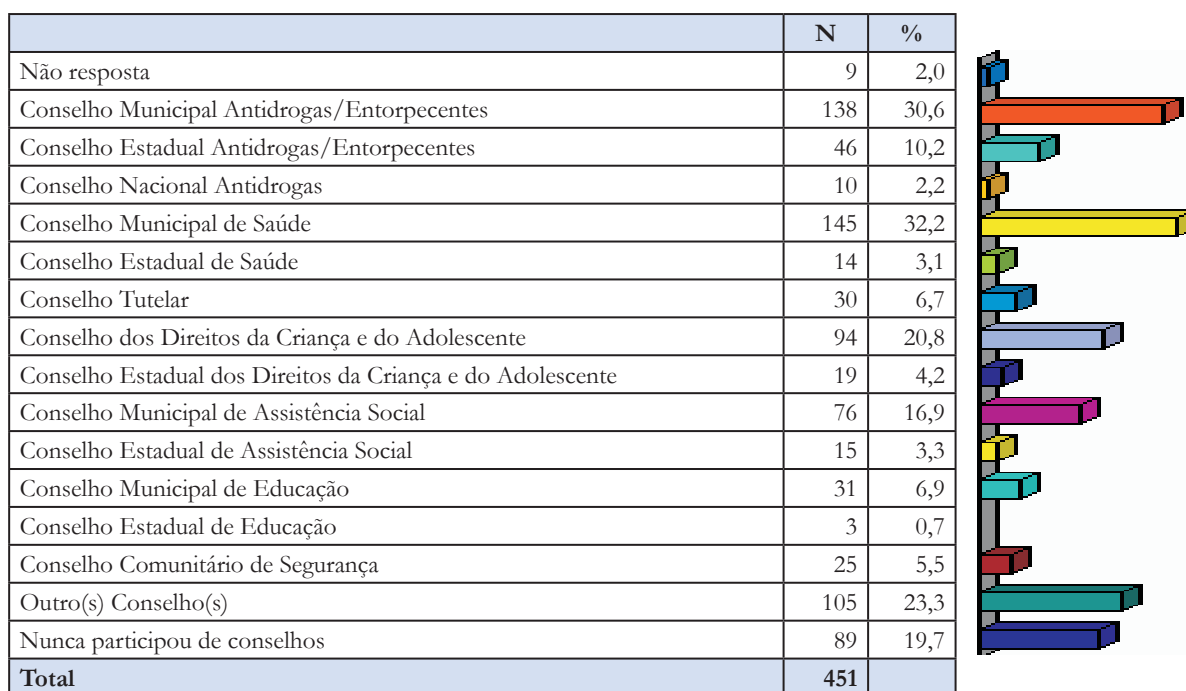 N %
Não resposta 9 2,0
Conselho Municipal Antidrogas/Entorpecentes 138 30,6
Conselho Estadual Antidrogas/Entorpecentes 46 10,2
Conselho Nacional Antidrogas 10 2,2
Conselho Municipal de Saúde 145 32,2
Conselho Estadual de Saúde 14 3,1
Conselho Tutelar 30 6,7
Conselho dos Direitos da Criança e do Adolescente 94 20,8
Conselho Estadual dos Direitos da Criança e do Adolescente 19 4,2
Conselho Municipal de Assistência Social 76 16,9
Conselho Estadual de Assistência Social 15 3,3
Conselho Municipal de Educação 31 6,9
Conselho Estadual de Educação 3 0,7
Conselho Comunitário de Segurança 25 5,5
Outro(s) Conselho(s) 105 23,3
Nunca participou de conselhos 89 19,7
Total 451